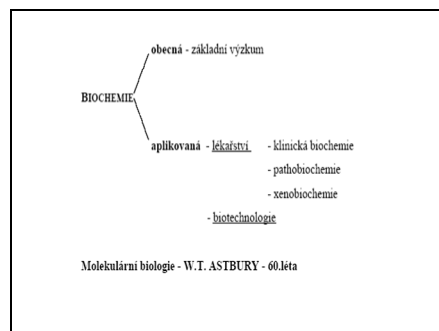 obecná - základní výzkum
BIOCHEMIE
aplikovaná - lékařství - klinická biochemie
- pathobiochemie
- xenobiochemie
- biotechnologie
Molekulární biologie - W.T. ASTBURY - 60.léta